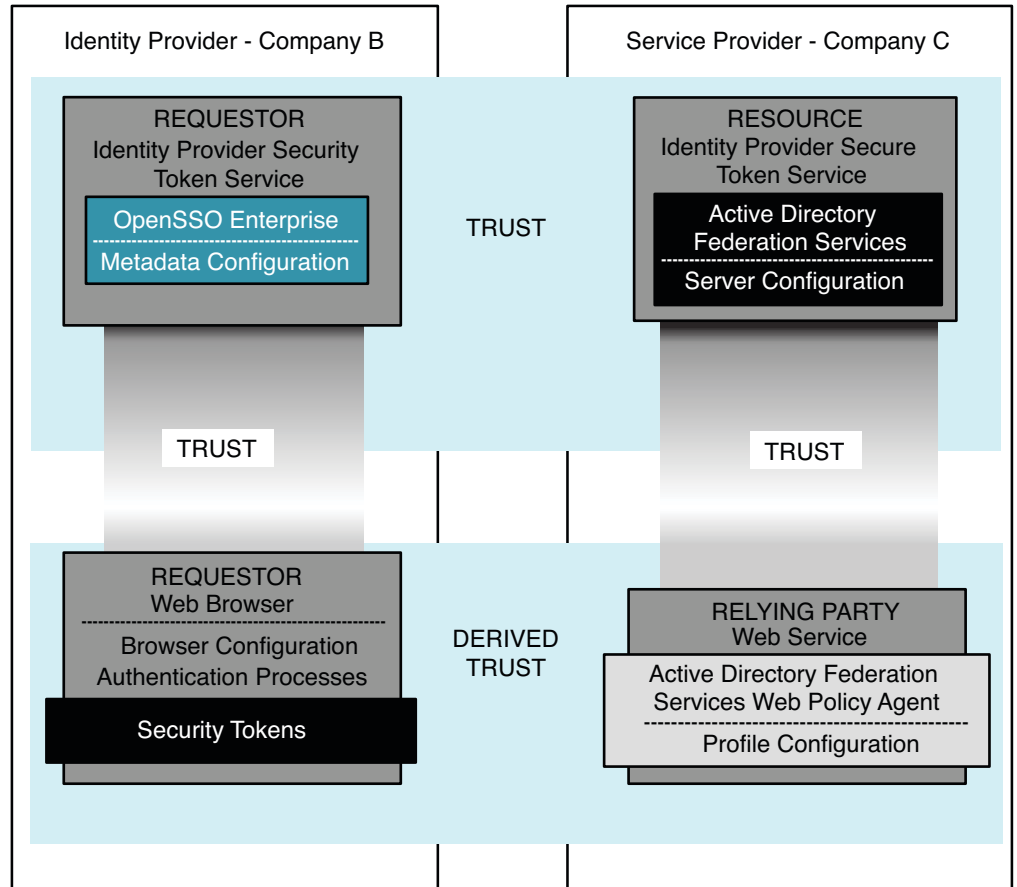 Identity Provider - Company B
Service Provider - Company C
REQUESTOR
Identity Provider Security
Token Service
OpenSSO Enterprise
Metadata Configuration
TRUST
RESOURCE
Identity Provider Secure
Token Service
Active Directory
Federation Services
Server Configuration
TRUST
TRUST
REQUESTOR
Web Browser
Browser Configuration
Authentication Processes
Security Tokens
DERIVED
TRUST
RELYING PARTY
Web Service
Active Directory Federation
Services Web Policy Agent
Profile Configuration